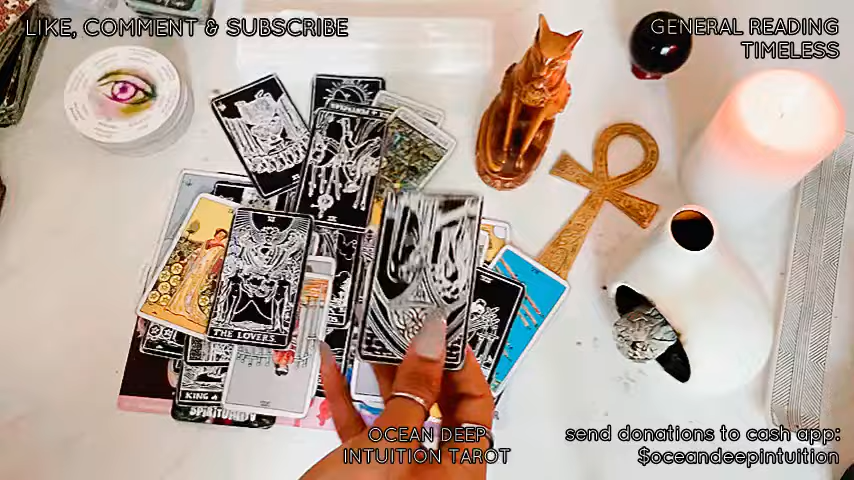 LIKE, COMMENT & SUBSCRIBE
GENERAL READING
TIMELESS
THE LOVERS.
KING
SPIRITUALITY
OCEAN DEEP
INTUITION TAROT
send donations to cash app:
$oceandeepintuition